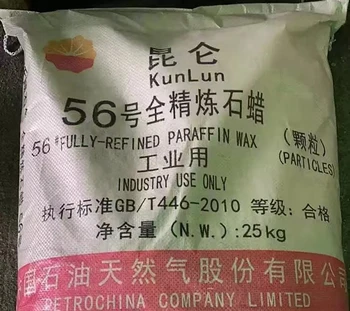 昆仑
KunLun
56号全精炼石蜡
56#FULLY-REFINED PARAFFIN WAX
(颗粒)
(PARTICLES)
工业用
INDUSTRY USE ONLY
执行标准GB/T446-2010 等级:合格
净含量(N.W.):25kg
国石油天然气股份有限公司
PETROCHINA COMPANY LIMITED